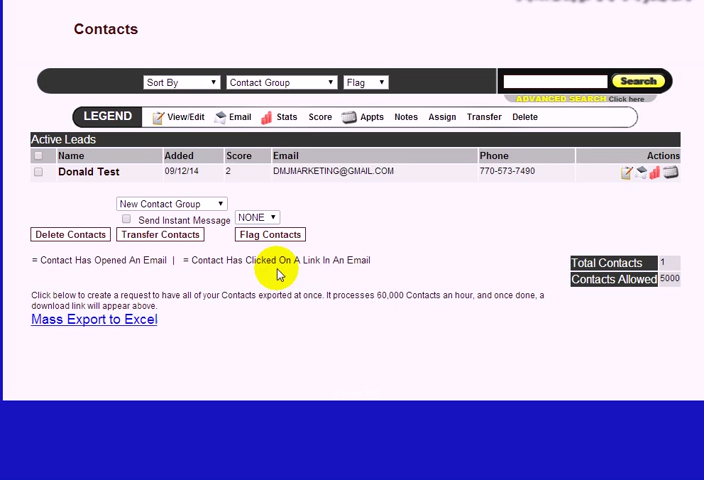 Contacts
Sort By Contact Group Flag Search
ADVANCED SEARCH Click here
LEGEND View/Edit Email Stats Score Appts Notes Assign Transfer Delete
Active Leads
Name Added Score Email Phone Actions
Donald Test 09/12/14 2 DMJMARKETING@GMAIL.COM 770-573-7490
New Contact Group
Send Instant Message NONE
Delete Contacts Transfer Contacts Flag Contacts
= Contact Has Opened An Email | = Contact Has Clicked On A Link In An Email
Total Contacts 1
Contacts Allowed 5000
Click below to create a request to have all of your Contacts exported at once. It processes 60,000 Contacts an hour, and once done, a
download link will appear above.
Mass Export to Excel